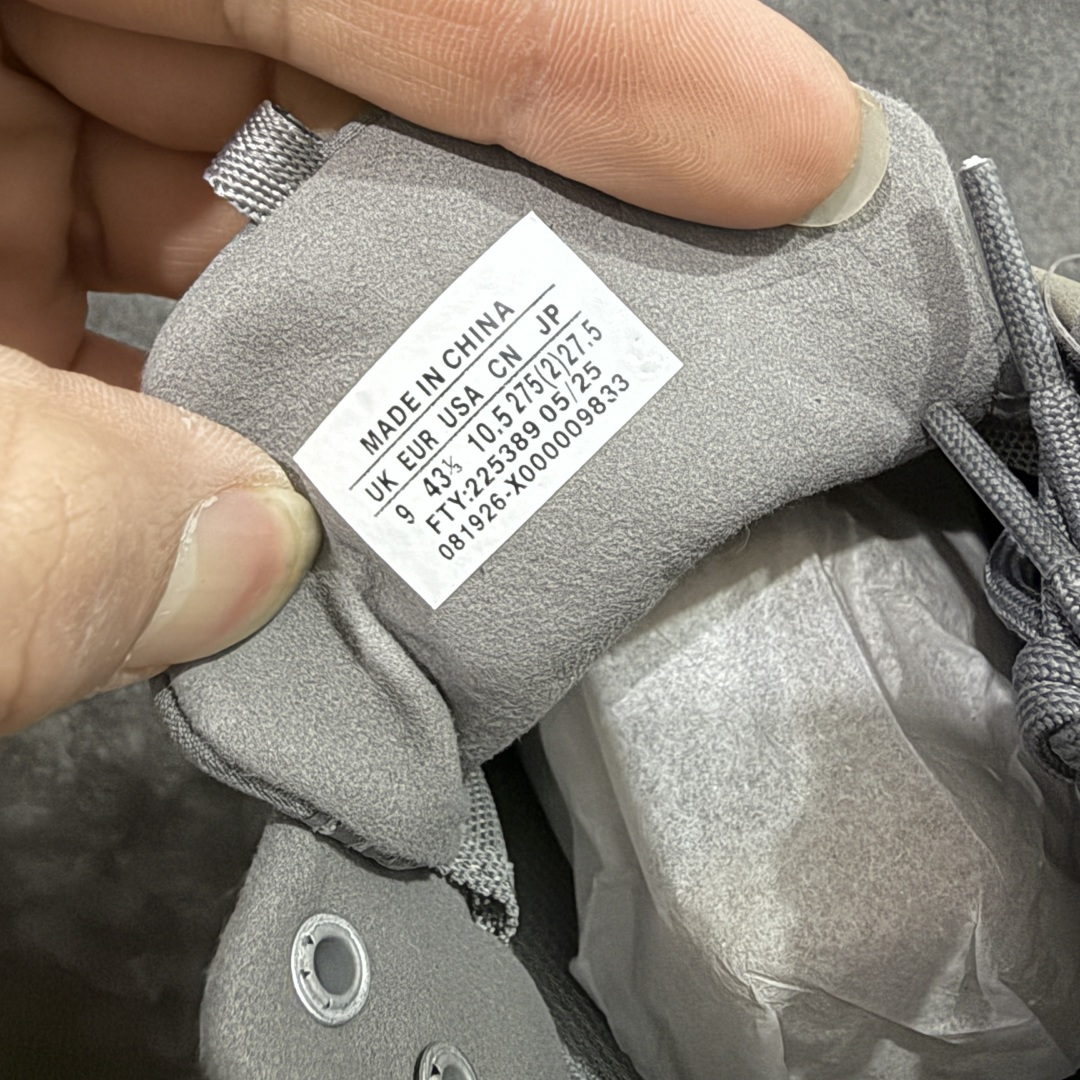 MADE IN CHINA
UK EUR USA CN JP
9 43⅓ 10.5 275(2)27.5
FTY:225389 05/25
081926-X000009833